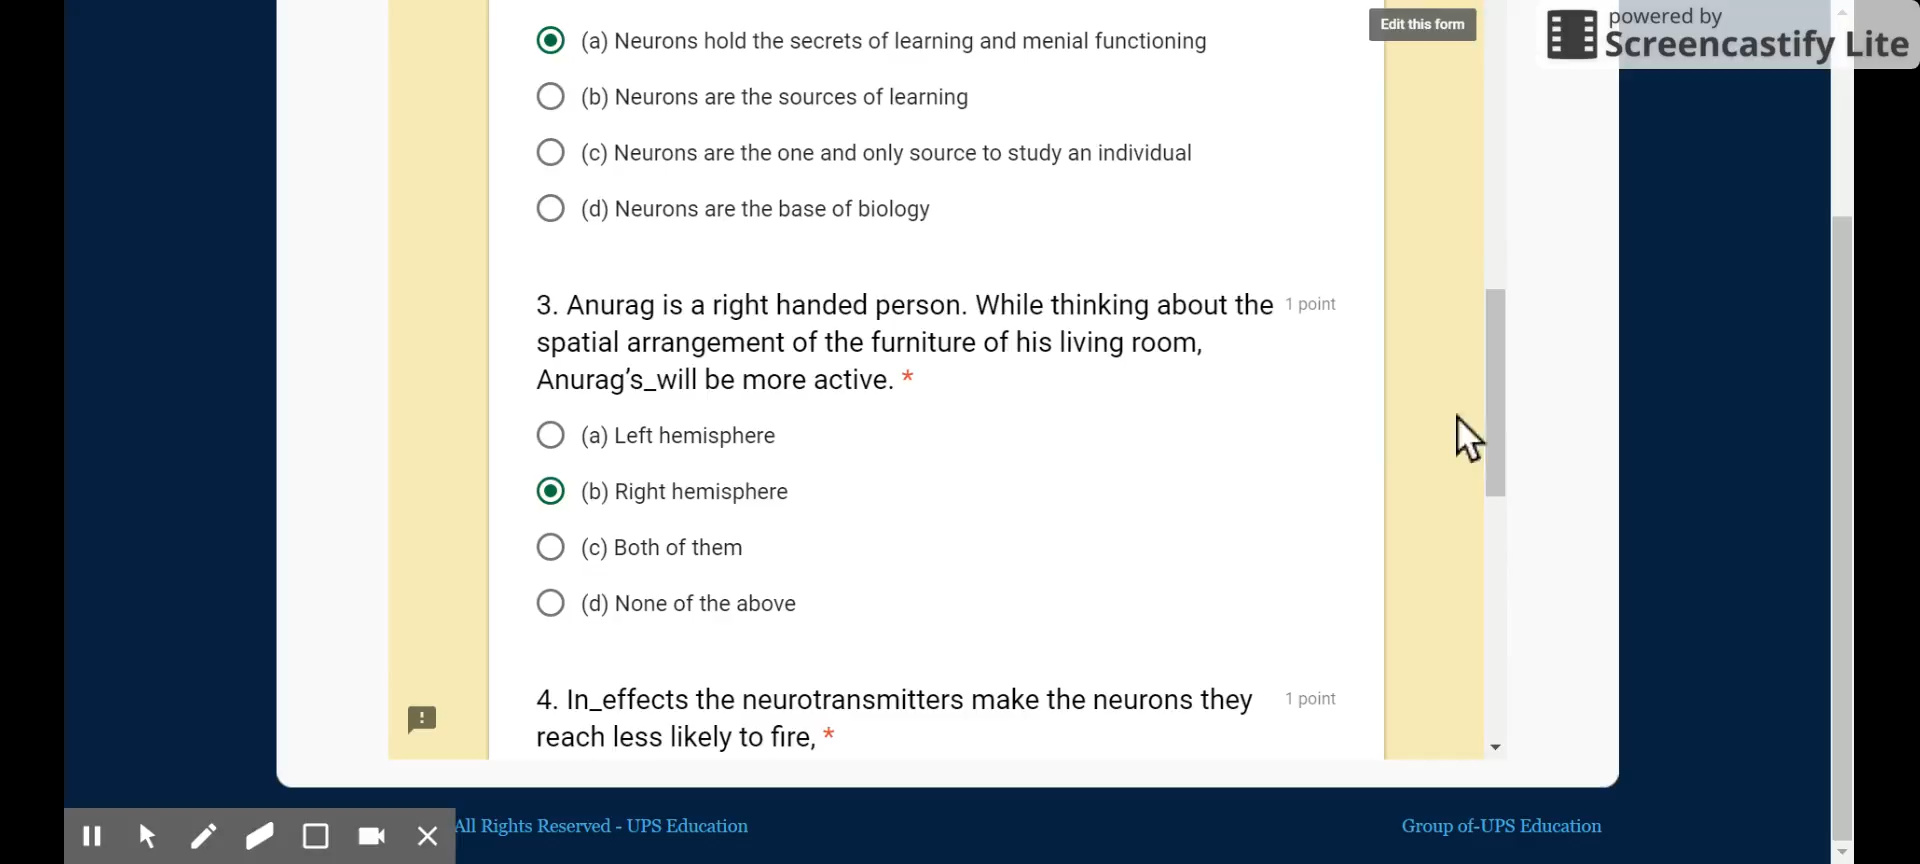 Edit this form
powered by
Screencastify Lite
(a) Neurons hold the secrets of learning and menial functioning
(b) Neurons are the sources of learning
(c) Neurons are the one and only source to study an individual
(d) Neurons are the base of biology
3. Anurag is a right handed person. While thinking about the 1 point
spatial arrangement of the furniture of his living room,
Anurag’s_will be more active. *
(a) Left hemisphere
(b) Right hemisphere
(c) Both of them
(d) None of the above
4. In_effects the neurotransmitters make the neurons they 1 point
reach less likely to fire, *
All Rights Reserved - UPS Education
Group of-UPS Education